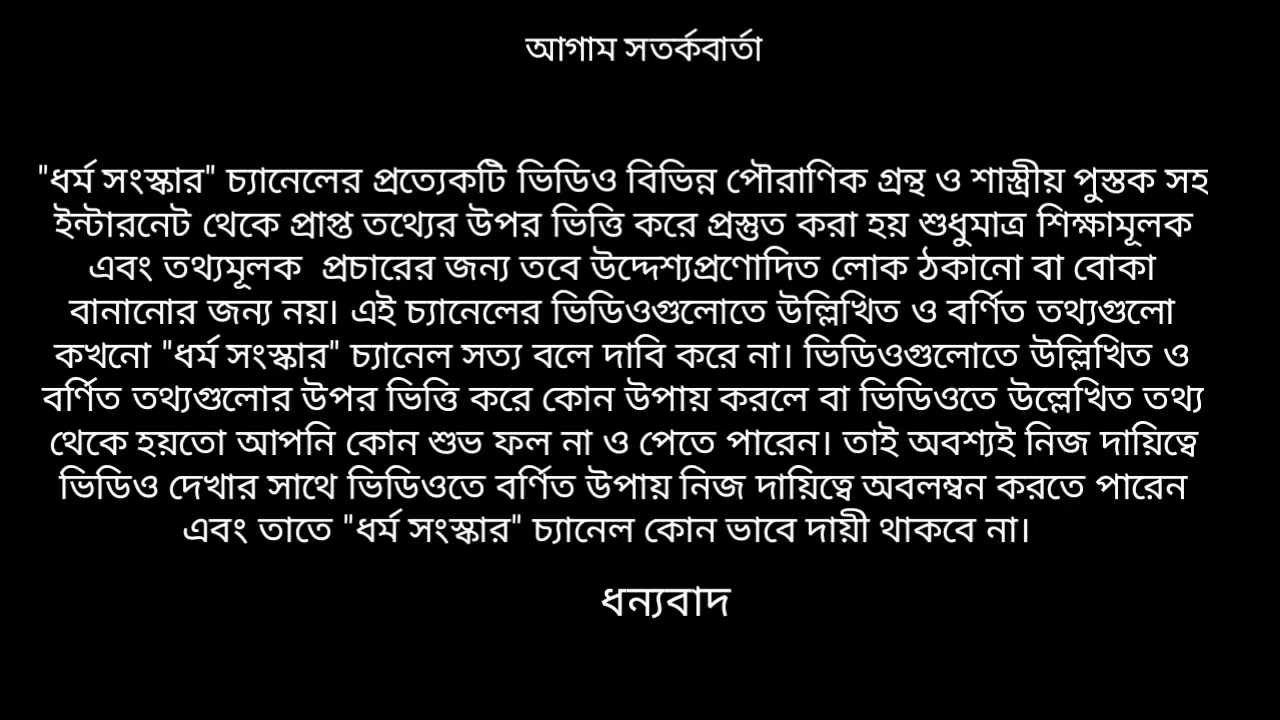 আগাম সতর্কবার্তা
"ধর্ম সংস্কার" চ্যানেলের প্রত্যেকটি ভিডিও বিভিন্ন পৌরাণিক গ্রন্থ ও শাস্ত্রীয় পুস্তক সহ
ইন্টারনেট থেকে প্রাপ্ত তথ্যের উপর ভিত্তি করে প্রস্তুত করা হয় শুধুমাত্র শিক্ষামূলক
এবং তথ্যমূলক প্রচারের জন্য তবে উদ্দেশ্যপ্রণোদিত লোক ঠকানো বা বোকা
বানানোর জন্য নয়। এই চ্যানেলের ভিডিওগুলোতে উল্লিখিত ও বর্ণিত তথ্যগুলো
কখনো "ধর্ম সংস্কার" চ্যানেল সত্য বলে দাবি করে না। ভিডিওগুলোতে উল্লিখিত ও
বর্ণিত তথ্যগুলোর উপর ভিত্তি করে কোন উপায় করলে বা ভিডিওতে উল্লেখিত তথ্য
থেকে হয়তো আপনি কোন শুভ ফল না ও পেতে পারেন। তাই অবশ্যই নিজ দায়িত্বে
ভিডিও দেখার সাথে ভিডিওতে বর্ণিত উপায় নিজ দায়িত্বে অবলম্বন করতে পারেন
এবং তাতে "ধর্ম সংস্কার" চ্যানেল কোন ভাবে দায়ী থাকবে না।
ধন্যবাদ